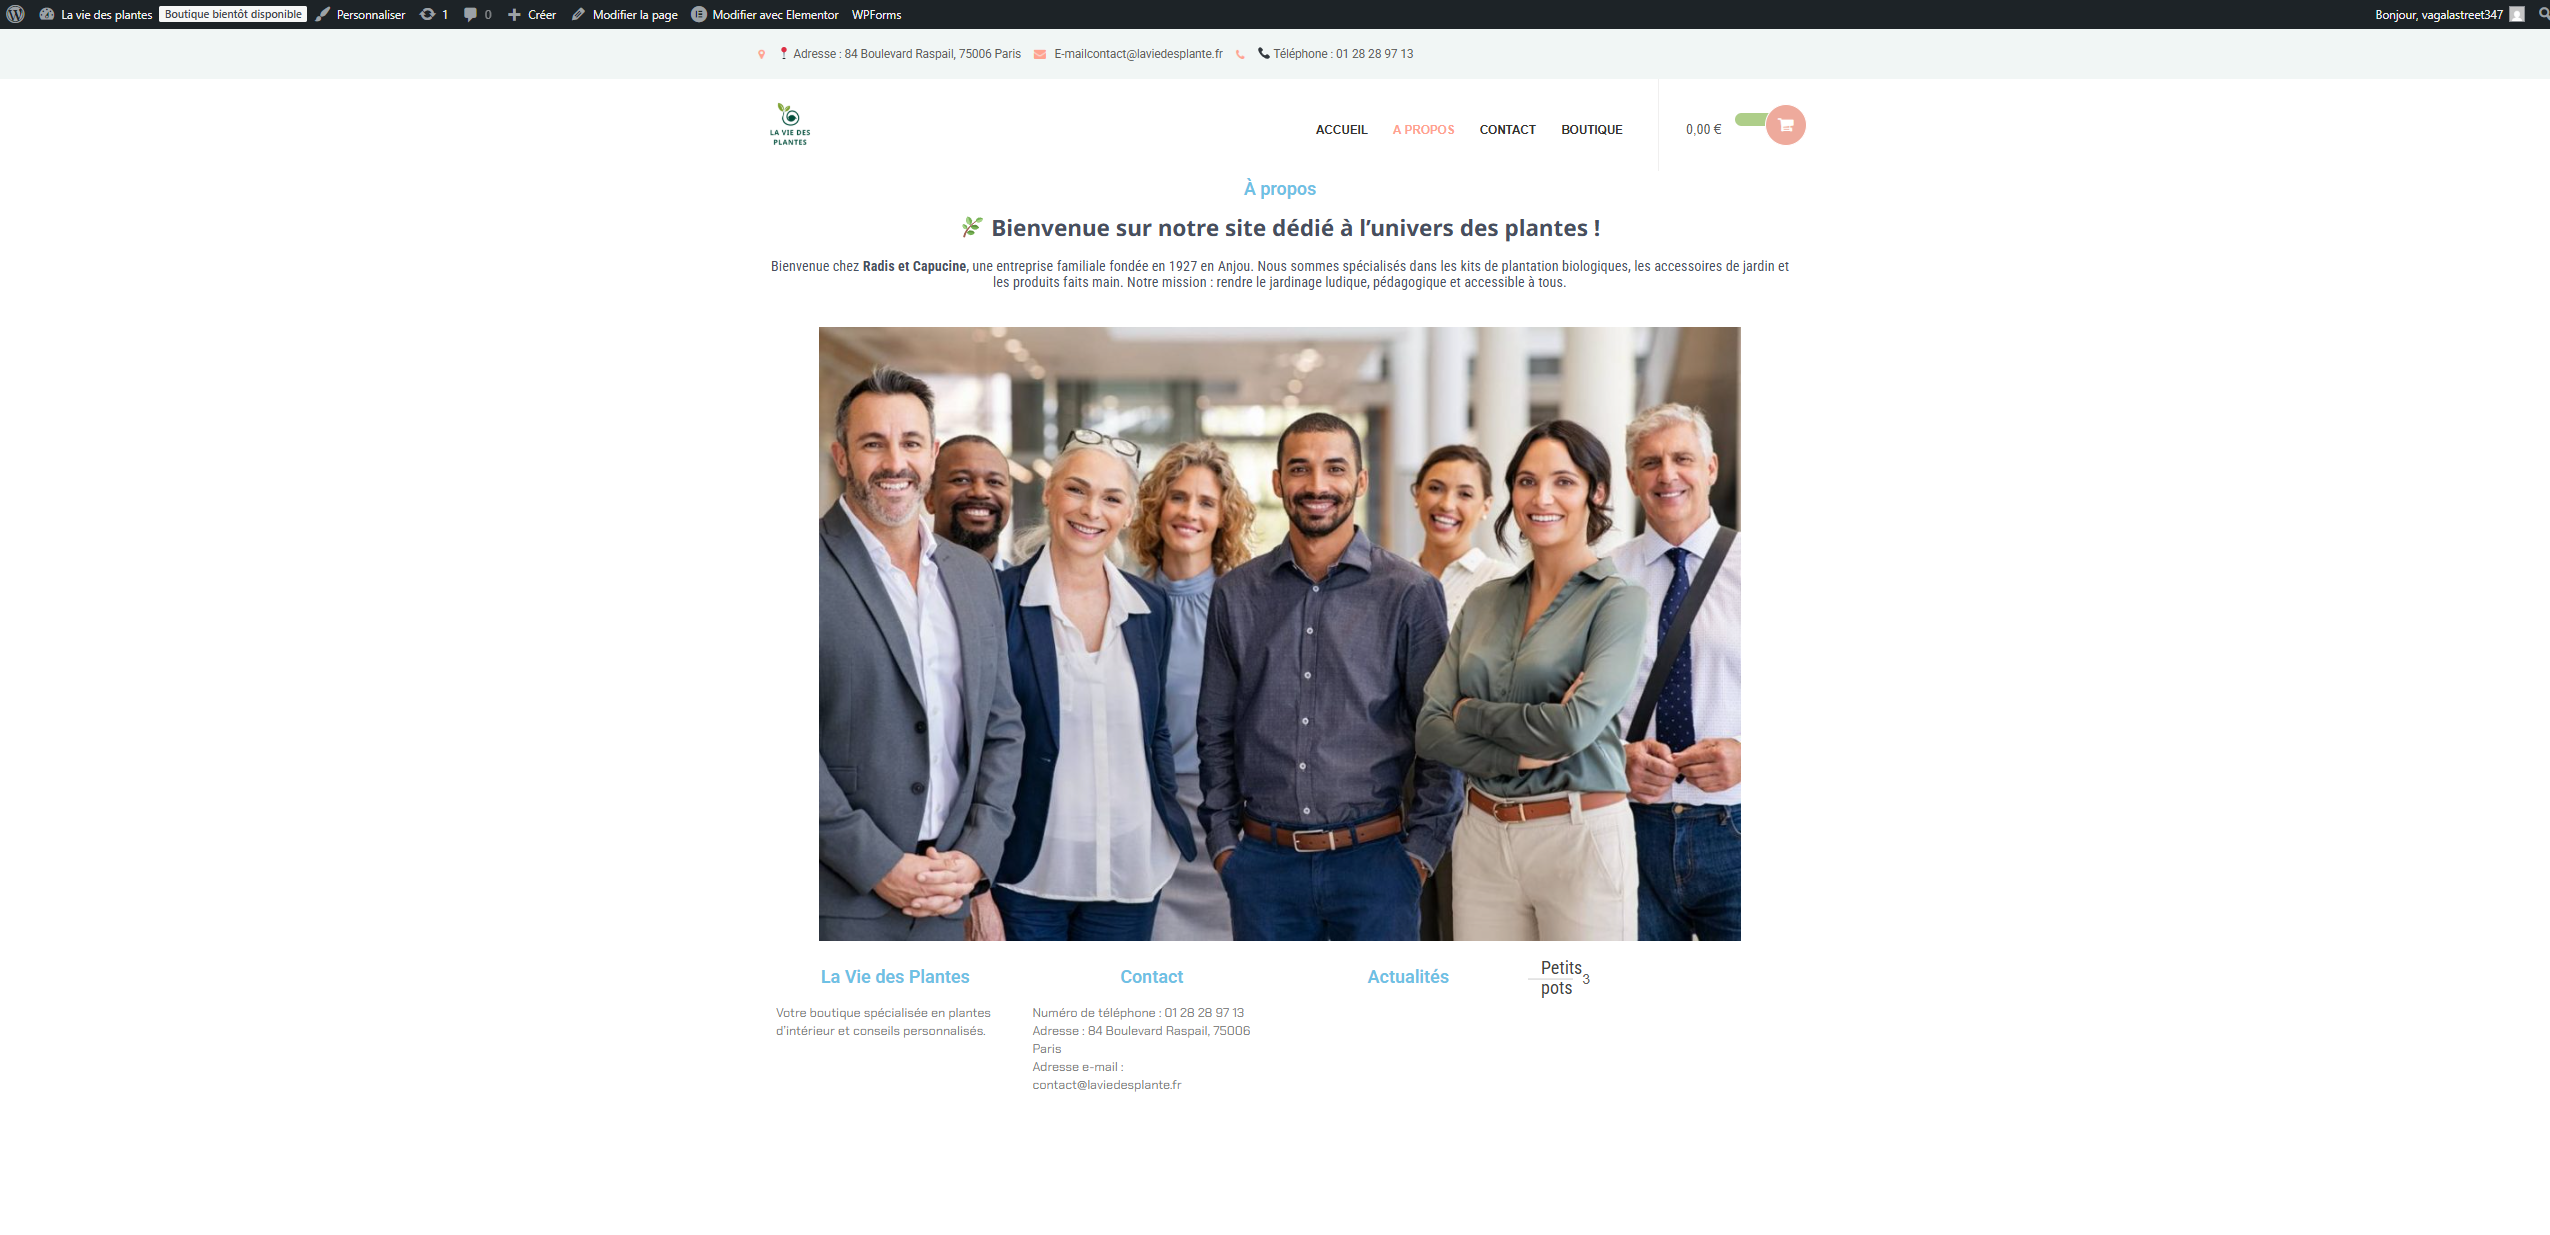 La vie des plantes Boutique bientôt disponible Personnaliser 1 0 Créer Modifier la page Modifier avec Elementor WPForms Bonjour, vagalastreet347
Adresse : 84 Boulevard Raspail, 75006 Paris E-mailcontact@laviedesplante.fr Téléphone : 01 28 28 97 13
LA VIE DES
PLANTES
ACCUEIL A PROPOS CONTACT BOUTIQUE 0,00 €
À propos
🌿 Bienvenue sur notre site dédié à l’univers des plantes !
Bienvenue chez Radis et Capucine, une entreprise familiale fondée en 1927 en Anjou. Nous sommes spécialisés dans les kits de plantation biologiques, les accessoires de jardin et
les produits faits main. Notre mission : rendre le jardinage ludique, pédagogique et accessible à tous.
La Vie des Plantes
Votre boutique spécialisée en plantes
d’intérieur et conseils personnalisés.
Contact
Numéro de téléphone : 01 28 28 97 13
Adresse : 84 Boulevard Raspail, 75006
Paris
Adresse e-mail :
contact@laviedesplante.fr
Actualités
Petits
pots
3